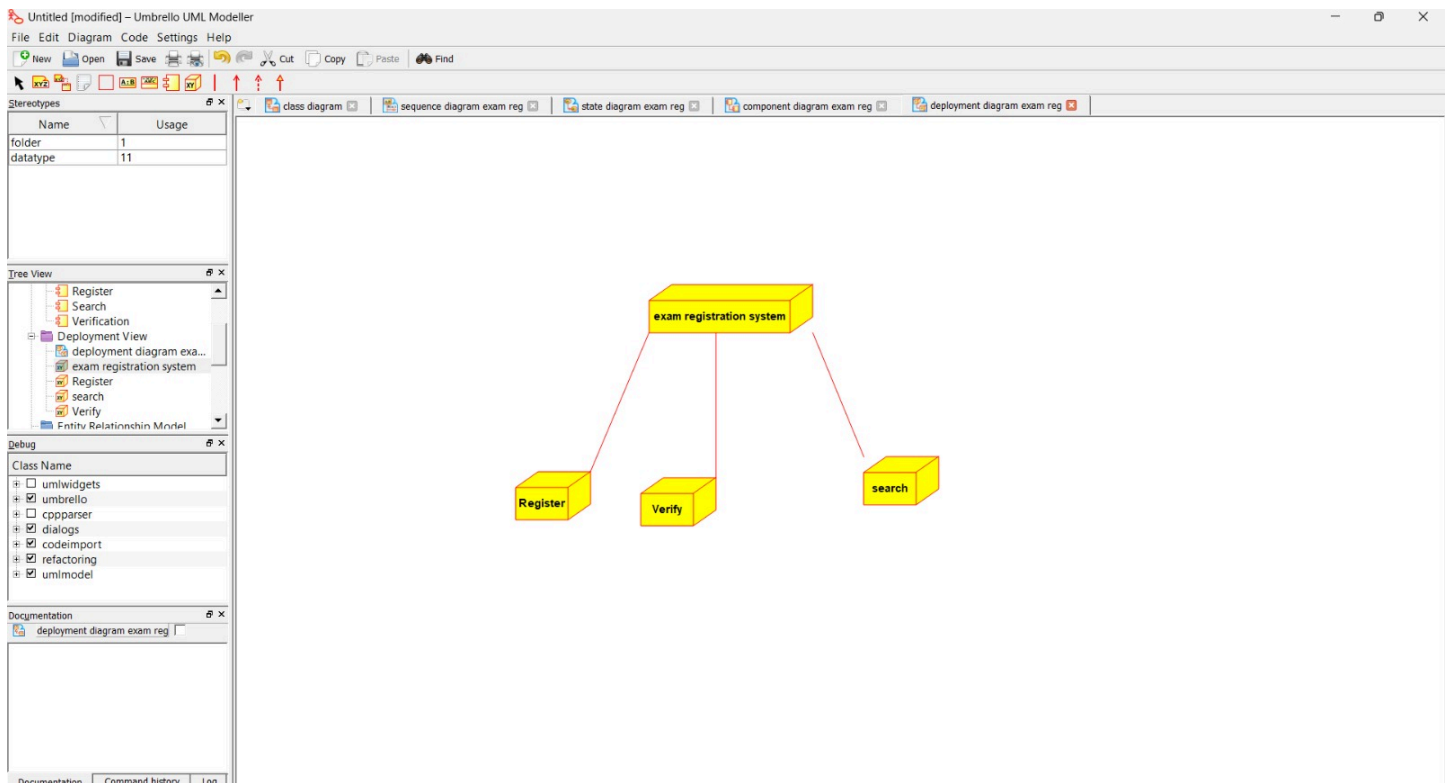 Untitled [modified] – Umbrello UML Modeller
File Edit Diagram Code Settings Help
New Open Save Cut Copy Paste Find
Stereotypes
class diagram sequence diagram exam reg state diagram exam reg component diagram exam reg deployment diagram exam reg
Name Usage
folder 1
datatype 11
Tree View
Register
Search
Verification
Deployment View
deployment diagram exa...
exam registration system
Register
search
Verify
Entity Relationship Model
Debug
Class Name
umlwidgets
umbrello
cppparser
dialogs
codeimport
refactoring
umlmodel
Documentation
deployment diagram exam reg
Documentation Command history Log
exam registration system
Register
Verify
search